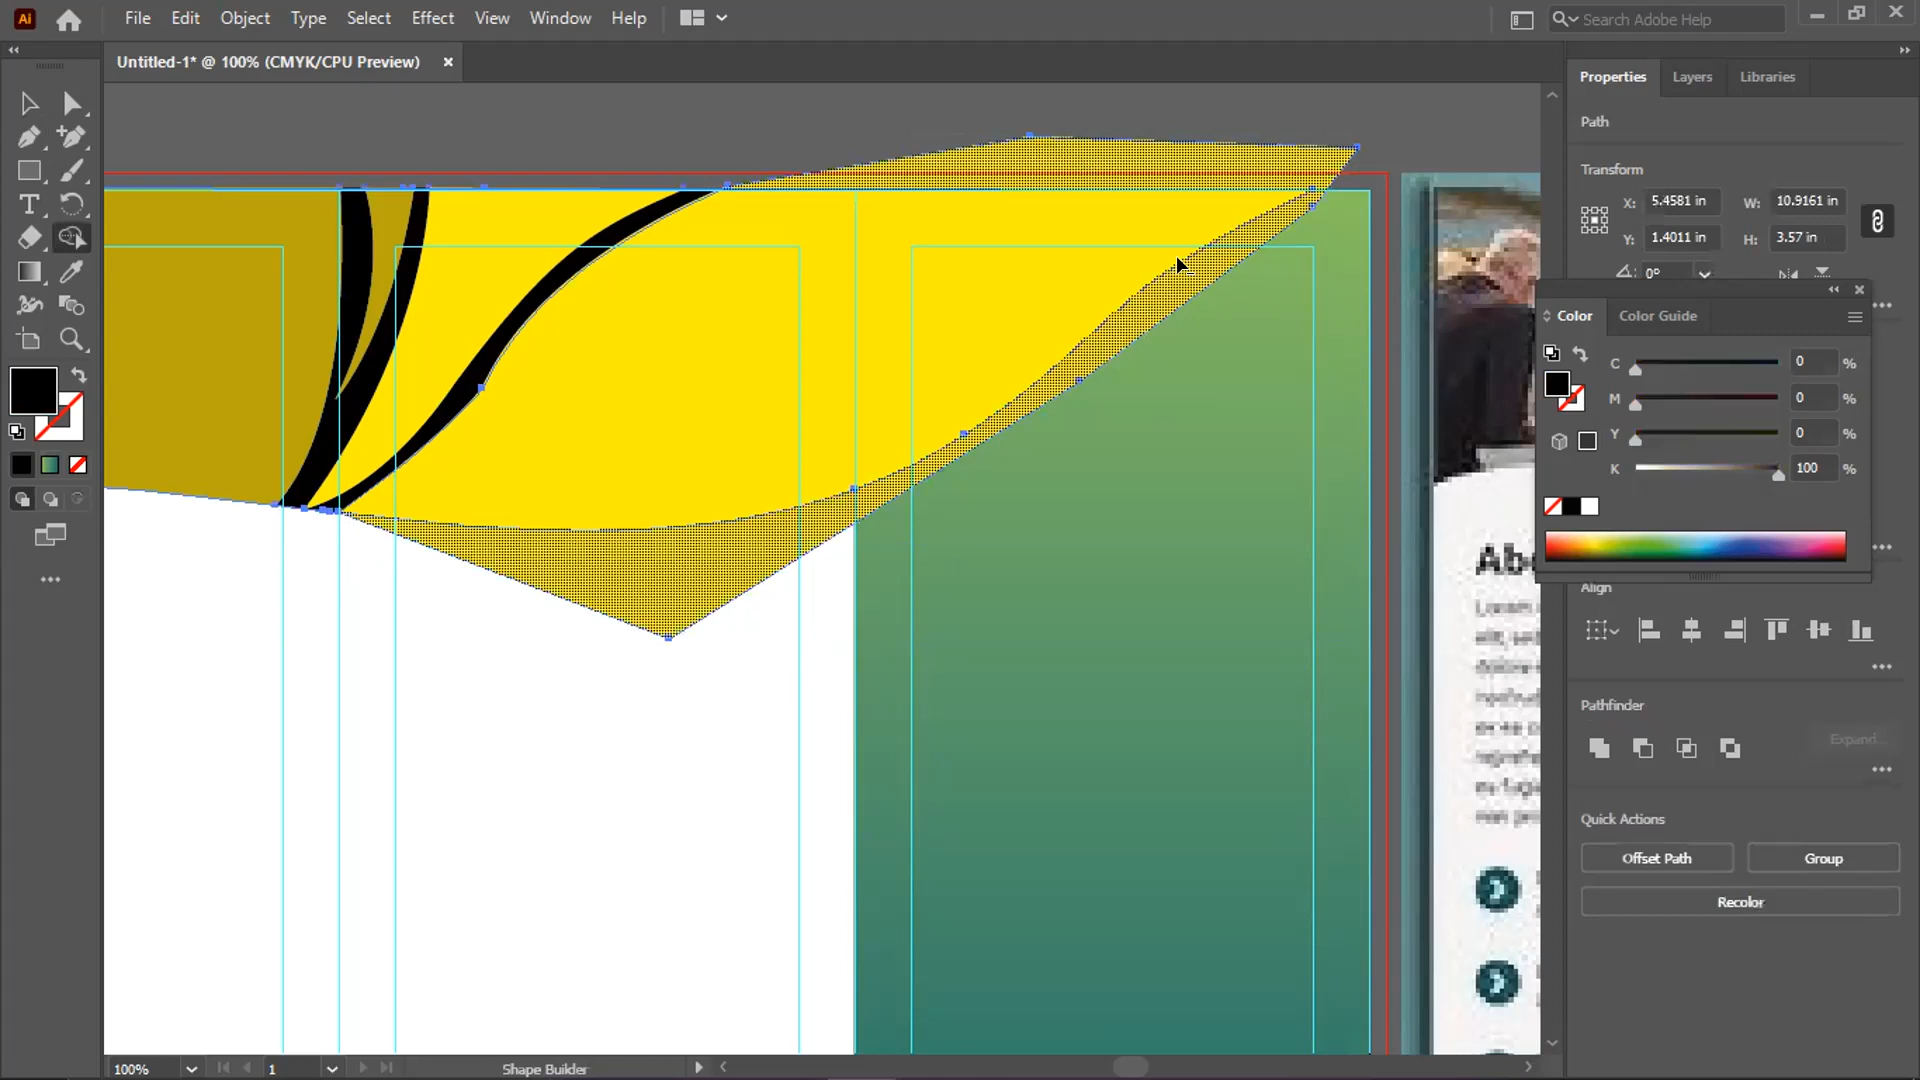 Ai File Edit Object Type Select Effect View Window Help Search Adobe Help
Untitled-1* @ 100% (CMYK/CPU Preview) ×
Properties Layers Libraries
Path
Transform
X: 5.4581 in W: 10.9161 in
Y: 1.4011 in H: 3.57 in
0°
Color Color Guide
C 0 %
M 0 %
Y 0 %
K 100 %
Align
Pathfinder
Expand
Quick Actions
Offset Path Group
Recolor
100% 1 Shape Builder